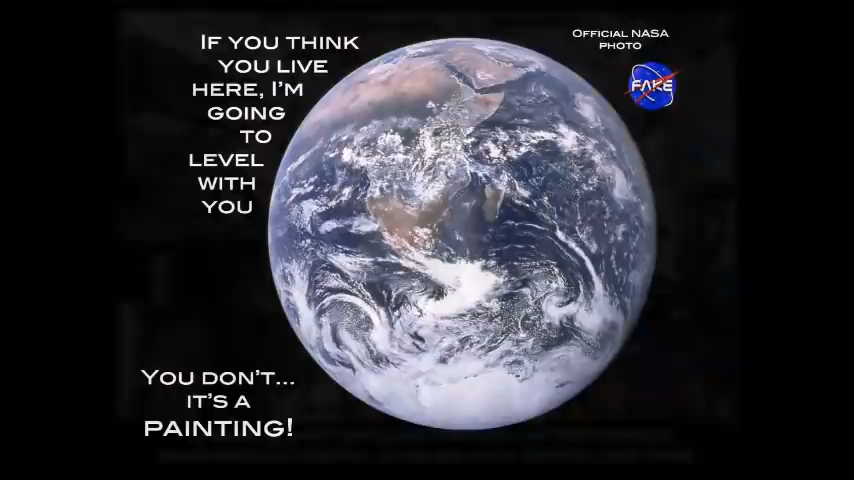 If you think
you live
here, I'm
going
to
level
with
you
Official NASA
photo
FAKE
You don't...
it's a
painting!